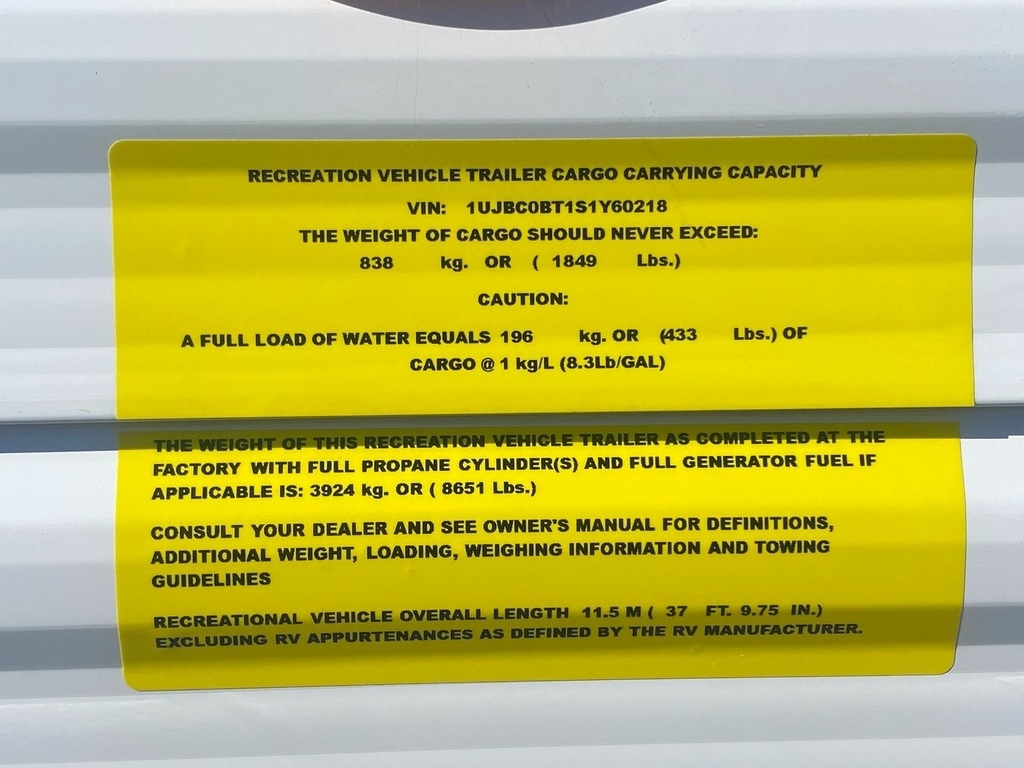 RECREATION VEHICLE TRAILER CARGO CARRYING CAPACITY
VIN: 1UJBC0BT1S1Y60218
THE WEIGHT OF CARGO SHOULD NEVER EXCEED:
838 kg. OR ( 1849 Lbs.)
CAUTION:
A FULL LOAD OF WATER EQUALS 196 kg. OR (433 Lbs.) OF
CARGO @ 1 kg/L (8.3Lb/GAL)
THE WEIGHT OF THIS RECREATION VEHICLE TRAILER AS COMPLETED AT THE
FACTORY WITH FULL PROPANE CYLINDER(S) AND FULL GENERATOR FUEL IF
APPLICABLE IS: 3924 kg. OR ( 8651 Lbs.)
CONSULT YOUR DEALER AND SEE OWNER'S MANUAL FOR DEFINITIONS,
ADDITIONAL WEIGHT, LOADING, WEIGHING INFORMATION AND TOWING
GUIDELINES
RECREATIONAL VEHICLE OVERALL LENGTH 11.5 M ( 37 FT. 9.75 IN.)
EXCLUDING RV APPURTENANCES AS DEFINED BY THE RV MANUFACTURER.